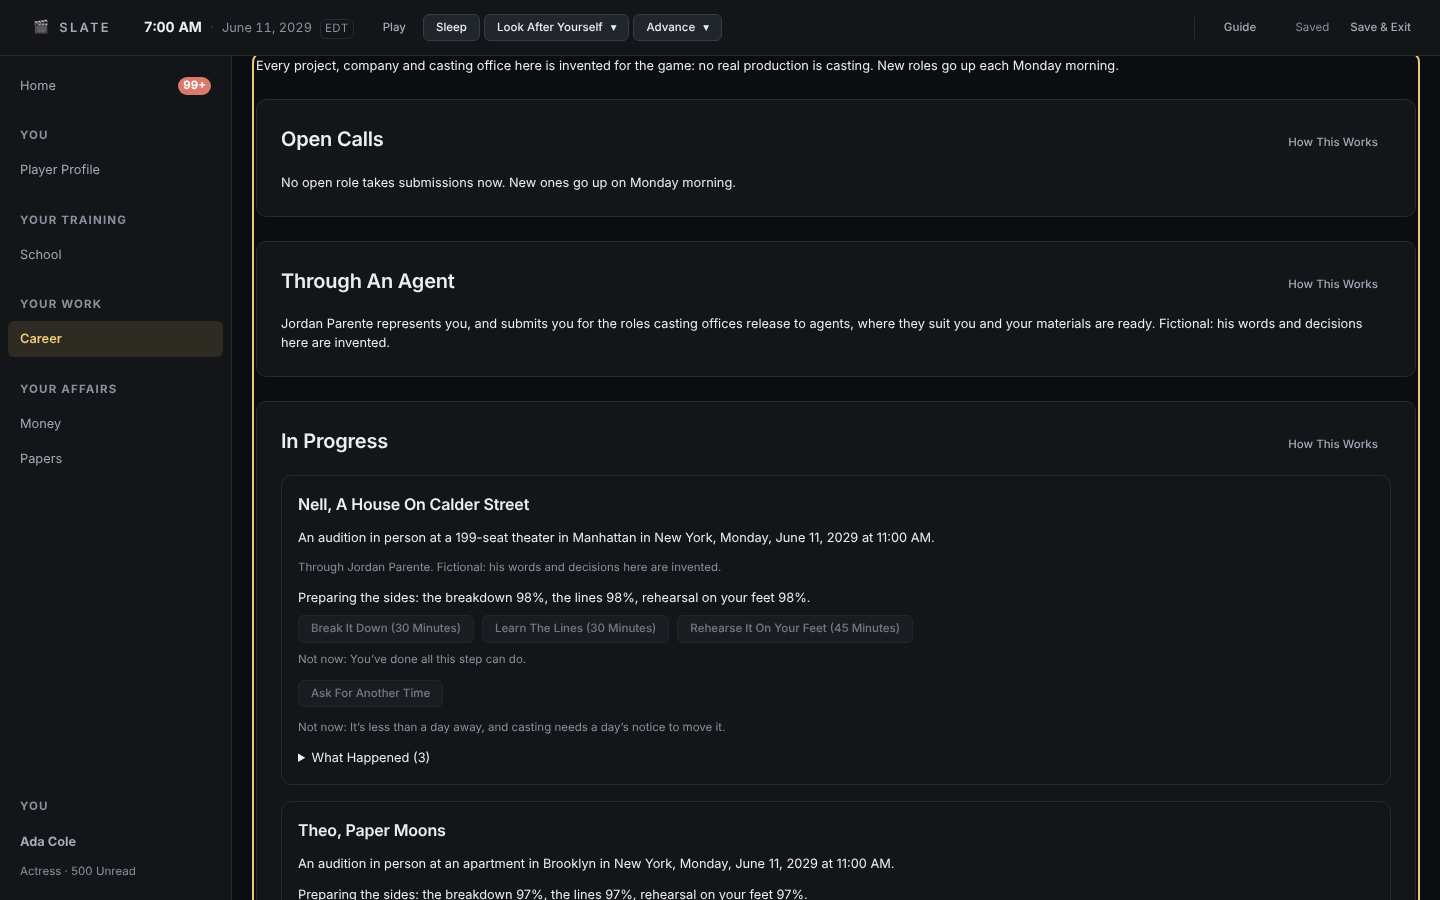 SLATE
7:00 AM · June 11, 2029 EDT
Play
Sleep
Look After Yourself ▾
Advance ▾
Guide
Saved
Save & Exit
Home
99+
YOU
Player Profile
YOUR TRAINING
School
YOUR WORK
Career
YOUR AFFAIRS
Money
Papers
YOU
Ada Cole
Actress · 500 Unread
Every project, company and casting office here is invented for the game: no real production is casting. New roles go up each Monday morning.
Open Calls
How This Works
No open role takes submissions now. New ones go up on Monday morning.
Through An Agent
How This Works
Jordan Parente represents you, and submits you for the roles casting offices release to agents, where they suit you and your materials are ready. Fictional: his words and decisions
here are invented.
In Progress
How This Works
Nell, A House On Calder Street
An audition in person at a 199-seat theater in Manhattan in New York, Monday, June 11, 2029 at 11:00 AM.
Through Jordan Parente. Fictional: his words and decisions here are invented.
Preparing the sides: the breakdown 98%, the lines 98%, rehearsal on your feet 98%.
Break It Down (30 Minutes)
Learn The Lines (30 Minutes)
Rehearse It On Your Feet (45 Minutes)
Not now: You’ve done all this step can do.
Ask For Another Time
Not now: It’s less than a day away, and casting needs a day’s notice to move it.
▶ What Happened (3)
Theo, Paper Moons
An audition in person at an apartment in Brooklyn in New York, Monday, June 11, 2029 at 11:00 AM.
Preparing the sides: the breakdown 97%, the lines 97%, rehearsal on your feet 97%.